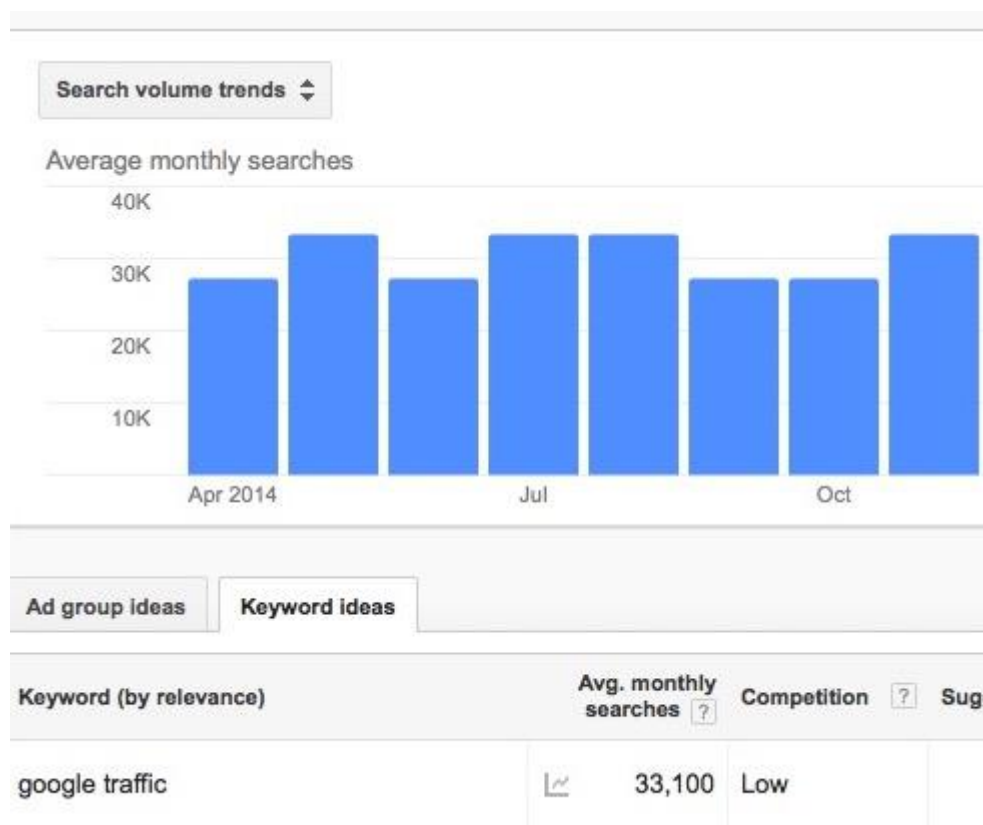 Search volume trends
Average monthly searches
40K
30K
20K
10K
Apr 2014 Jul Oct
Ad group ideas Keyword ideas
Keyword (by relevance) Avg. monthly searches ? Competition ? Sug
google traffic 33,100 Low